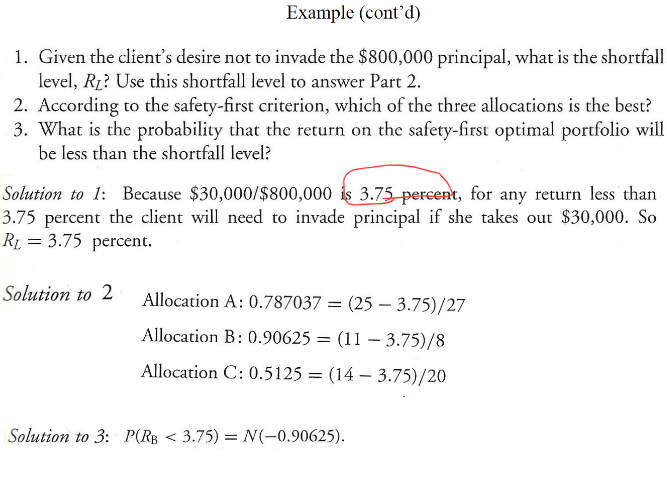 Example (cont’d)
1. Given the client’s desire not to invade the $800,000 principal, what is the shortfall
level, R_L? Use this shortfall level to answer Part 2.
2. According to the safety-first criterion, which of the three allocations is the best?
3. What is the probability that the return on the safety-first optimal portfolio will
be less than the shortfall level?
Solution to 1: Because $30,000/$800,000 is 3.75 percent, for any return less than
3.75 percent the client will need to invade principal if she takes out $30,000. So
R_L = 3.75 percent.
Solution to 2
Allocation A: 0.787037 = (25 − 3.75)/27
Allocation B: 0.90625 = (11 − 3.75)/8
Allocation C: 0.5125 = (14 − 3.75)/20
Solution to 3: P(R_B < 3.75) = N(−0.90625).